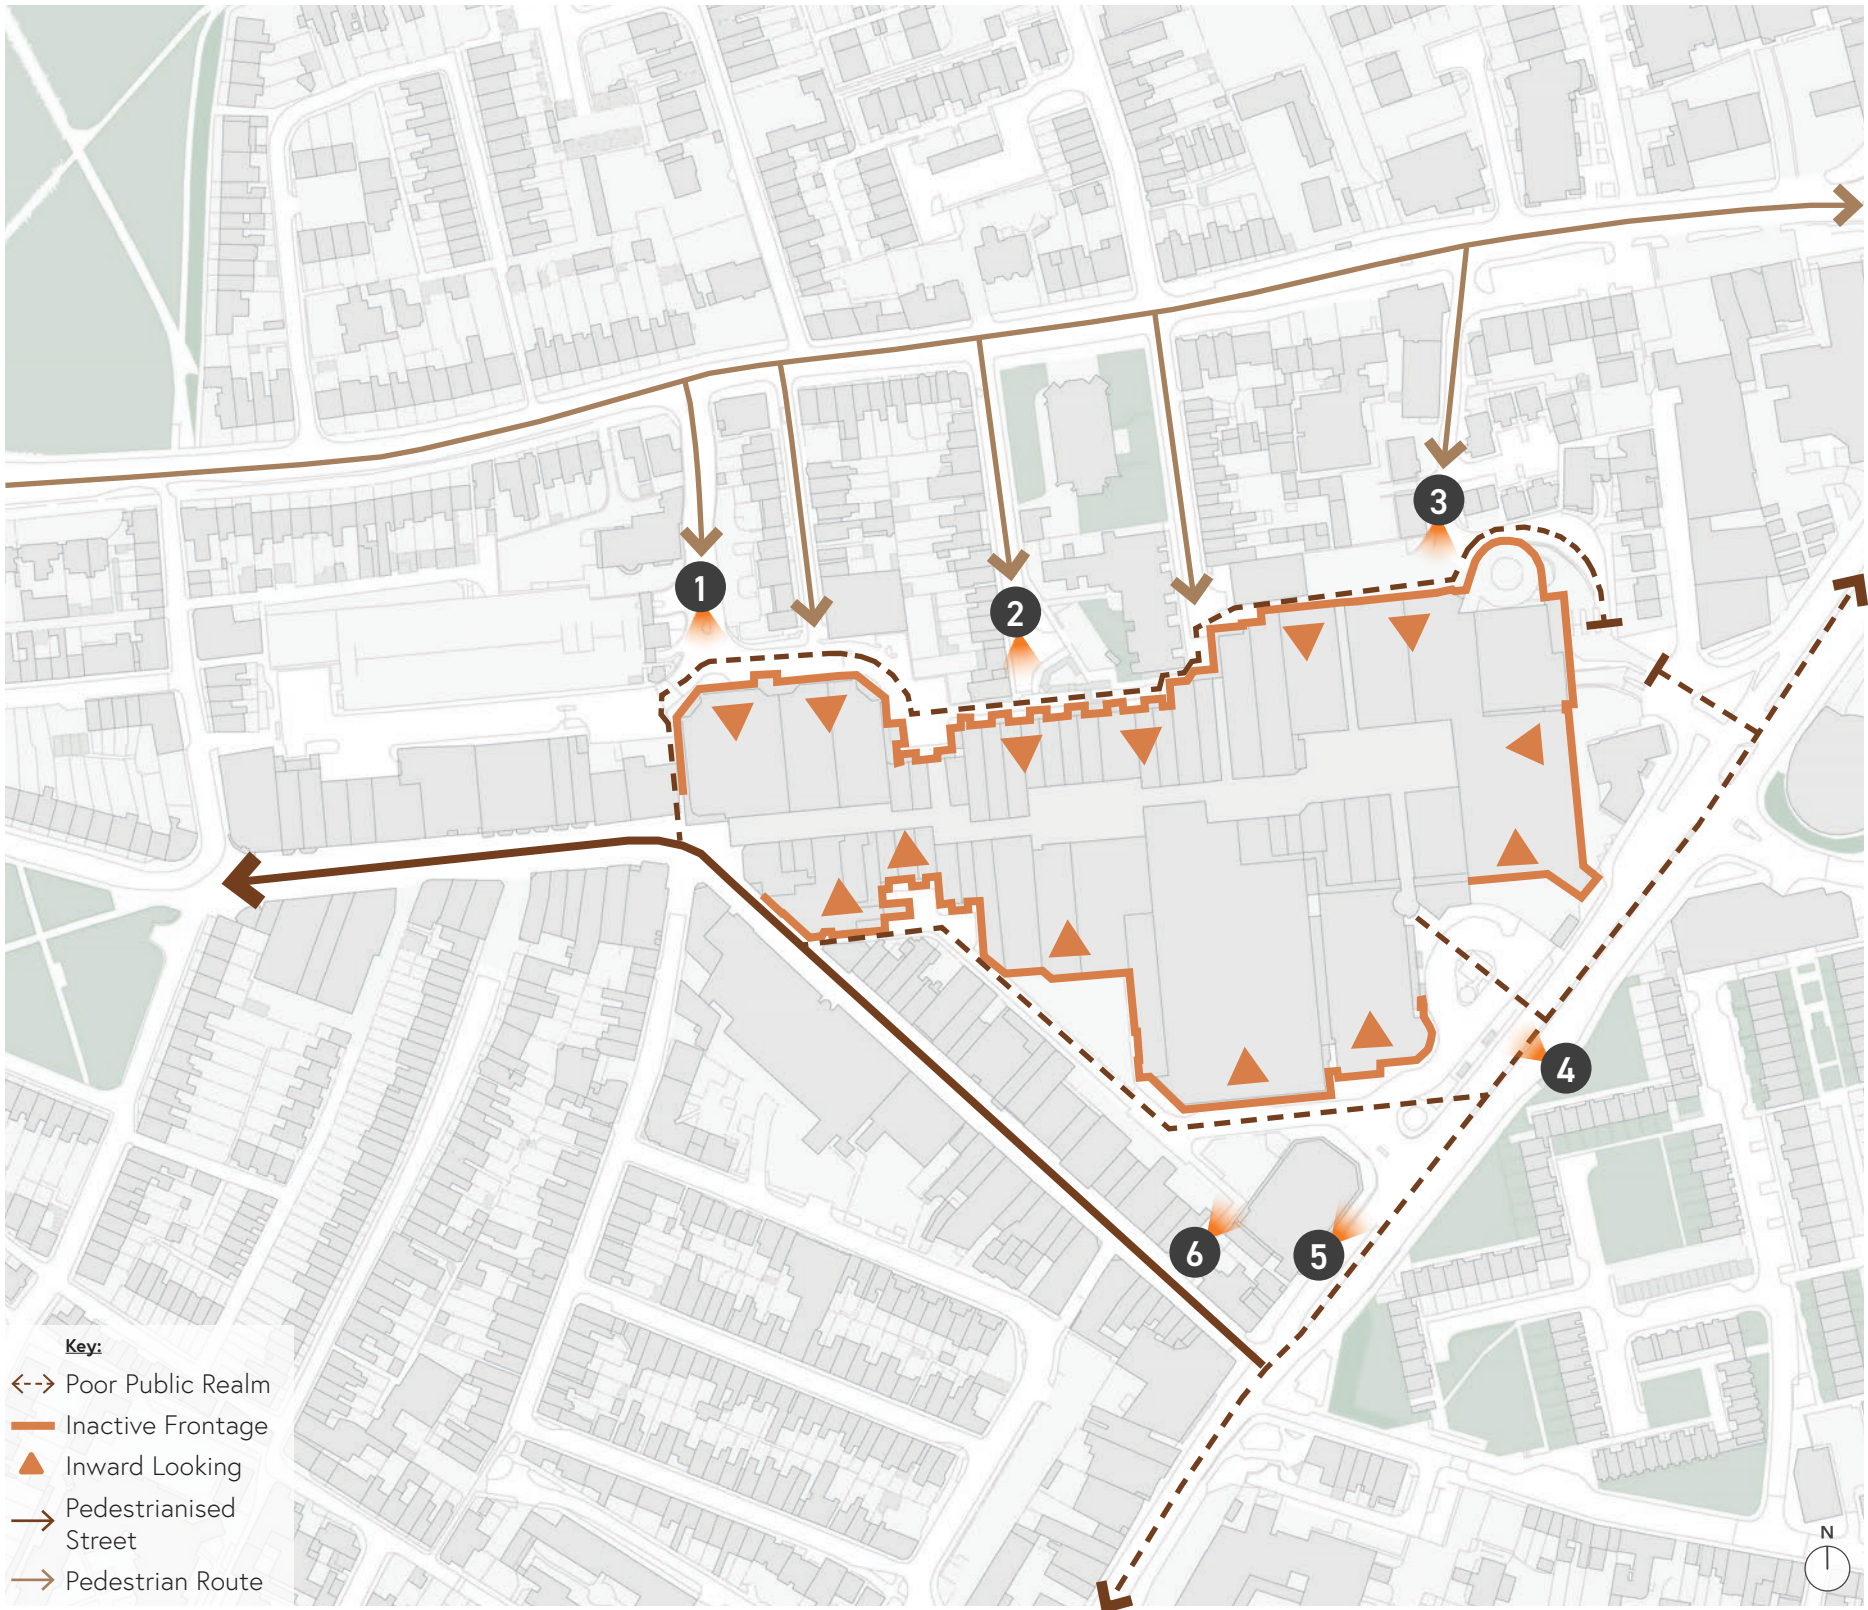 1
2
3
4
5
6
Key:
Poor Public Realm
Inactive Frontage
Inward Looking
Pedestrianised
Street
Pedestrian Route
N